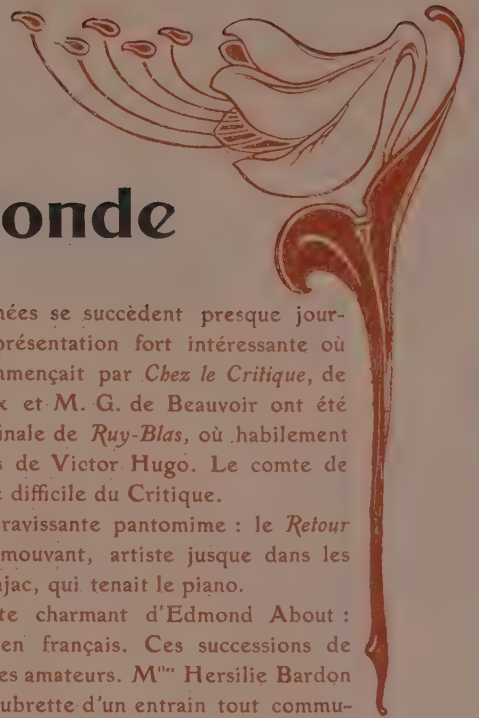 onde
nées se succèdent presque jour-
présentation fort intéressante où
mmençait par Chez le Critique, de
x et M. G. de Beauvoir ont été
inale de Ruy-Blas, où habilement
s de Victor Hugo. Le comte de
e difficile du Critique.
ravissante pantomime : le Retour
mouvant, artiste jusque dans les
njac, qui tenait le piano.
te charmant d'Edmond About :
en français. Ces successions de
es amateurs. Mlles Hersilie Bardon
ubrette d'un entrain tout commu-